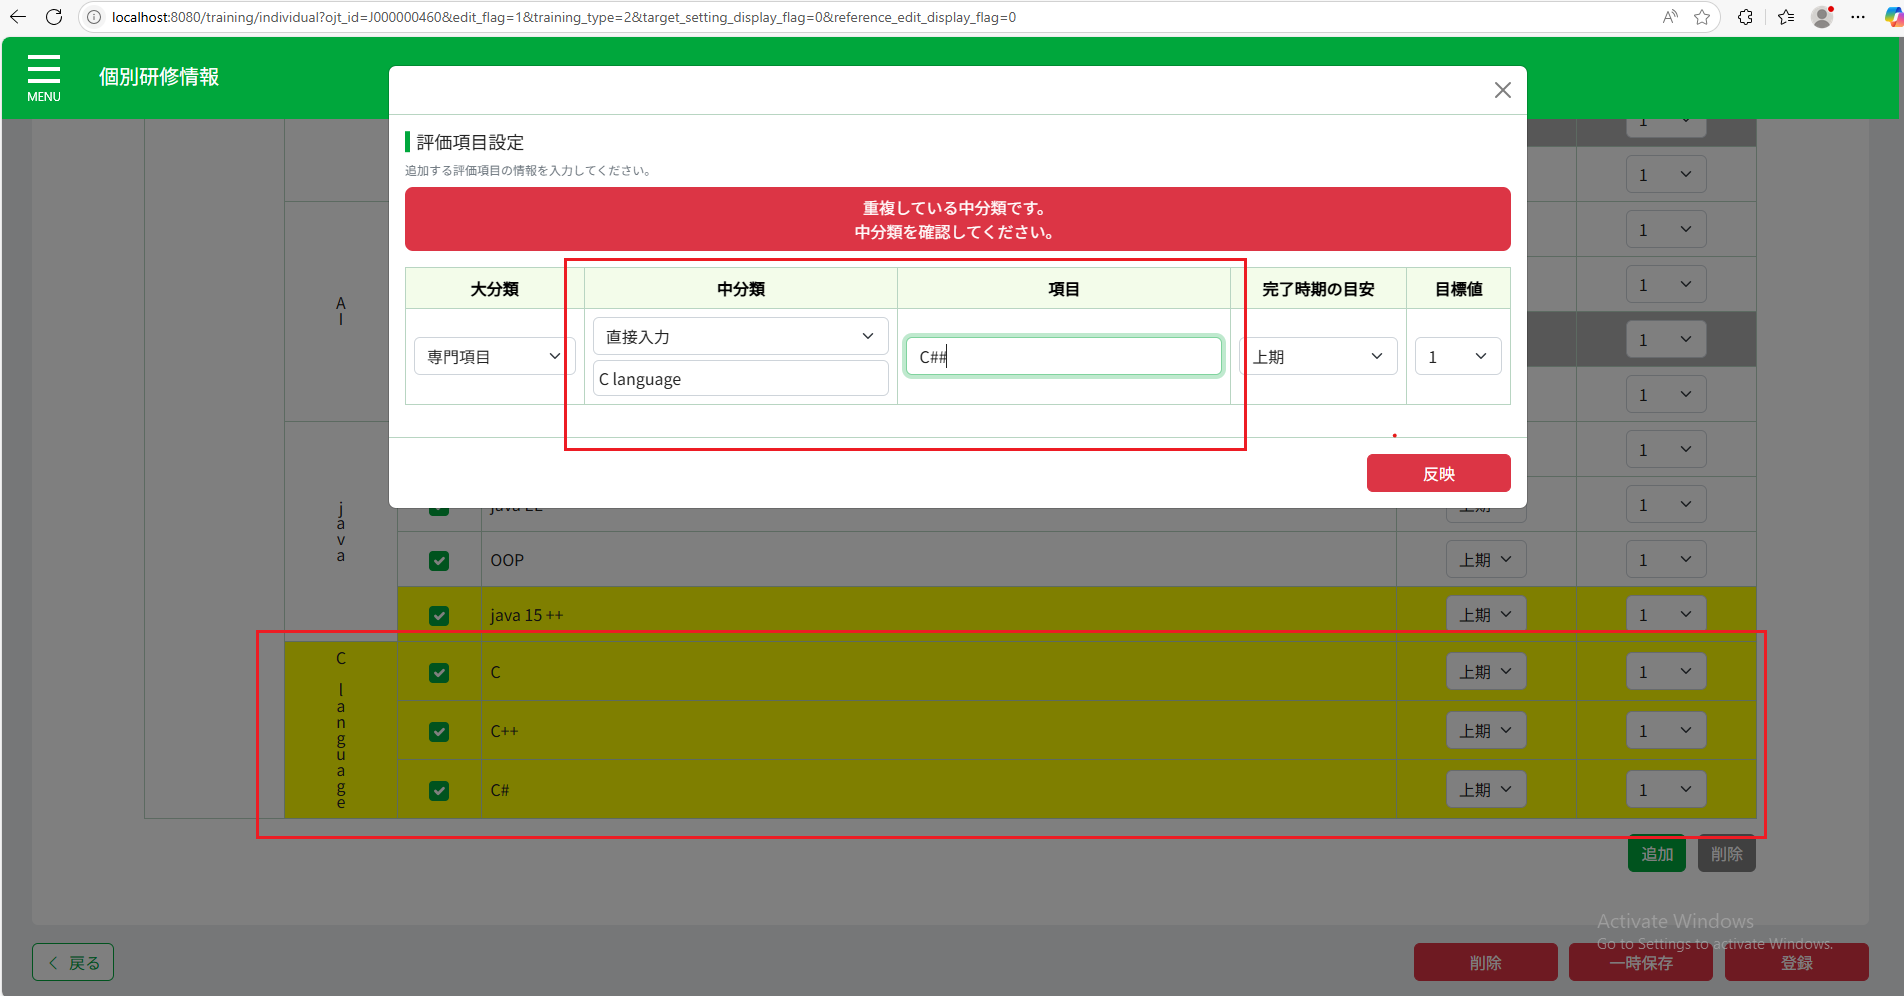 localhost:8080/training/individual?ojt_id=J000000460&edit_flag=1&training_type=2&target_setting_display_flag=0&reference_edit_display_flag=0
MENU
個別研修情報
評価項目設定
追加する評価項目の情報を入力してください。
重複している中分類です。
中分類を確認してください。
大分類 中分類 項目 完了時期の目安 目標値
専門項目 直接入力 C## 上期 1
C language
反映
1
1
1
AI
1
1
1
1
java
java 22 上期 1
OOP 上期 1
java 15 ++ 上期 1
C language
C 上期 1
C++ 上期 1
C# 上期 1
追加 削除
Activate Windows
Go to Settings to activate Windows.
戻る 削除 一時保存 登録